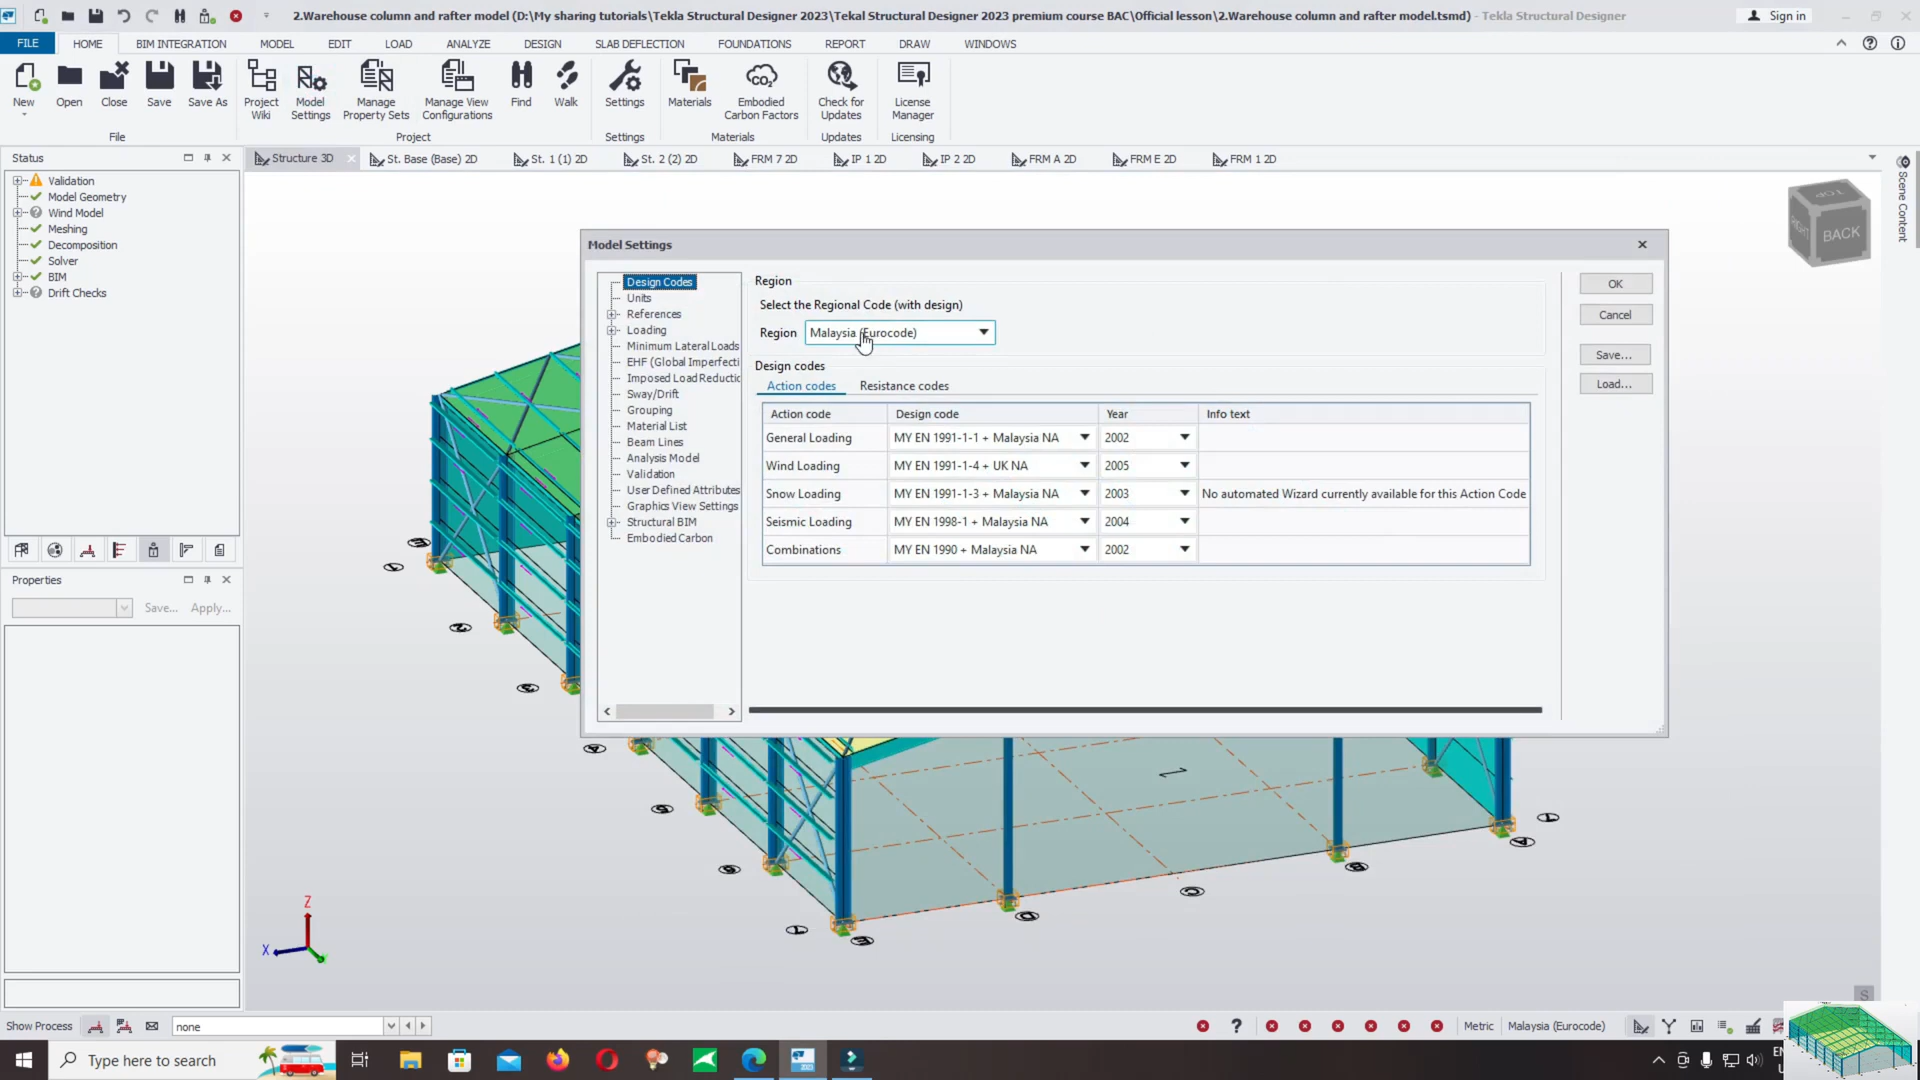 2.Warehouse column and rafter model (D:\My sharing tutorials\Tekla Structural Designer 2023\Tekal Structural Designer 2023 premium course BAC\Official lesson\2.Warehouse column and rafter model.tsmd) - Tekla Structural Designer
Sign in
FILE HOME BIM INTEGRATION MODEL EDIT LOAD ANALYZE DESIGN SLAB DEFLECTION FOUNDATIONS REPORT DRAW WINDOWS
New Open Close Save Save As Project Wiki Model Settings Manage Property Sets Manage View Configurations Find Walk Settings Materials Embodied Carbon Factors Check for Updates License Manager
File Project Settings Materials Updates Licensing
Status
Structure 3D St. Base (Base) 2D St. 1 (1) 2D St. 2 (2) 2D FRM 7 2D IP 1 2D IP 2 2D FRM A 2D FRM E 2D FRM 1 2D
Scene Content
Validation
Model Geometry
Wind Model
Meshing
Decomposition
Solver
BIM
Drift Checks
TOP
RIGHT
BACK
Properties
Save... Apply...
Model Settings
Design Codes
Units
References
Loading
Minimum Lateral Loads
EHF (Global Imperfecti
Imposed Load Reductic
Sway/Drift
Grouping
Material List
Beam Lines
Analysis Model
Validation
User Defined Attributes
Graphics View Settings
Structural BIM
Embodied Carbon
Region
Select the Regional Code (with design)
Region Malaysia (Eurocode)
Design codes
Action codes Resistance codes
Action code Design code Year Info text
General Loading MY EN 1991-1-1 + Malaysia NA 2002
Wind Loading MY EN 1991-1-4 + UK NA 2005
Snow Loading MY EN 1991-1-3 + Malaysia NA 2003 No automated Wizard currently available for this Action Code
Seismic Loading MY EN 1998-1 + Malaysia NA 2004
Combinations MY EN 1990 + Malaysia NA 2002
OK
Cancel
Save...
Load...
Z
X
S
Show Process none
Metric Malaysia (Eurocode)
Type here to search